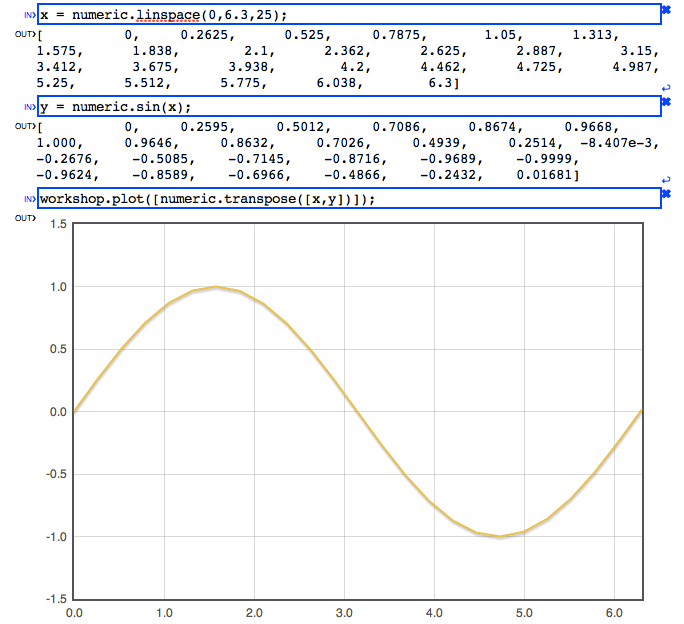 IN> x = numeric.linspace(0,6.3,25);
OUT> [ 0, 0.2625, 0.525, 0.7875, 1.05, 1.313,
1.575, 1.838, 2.1, 2.362, 2.625, 2.887, 3.15,
3.412, 3.675, 3.938, 4.2, 4.462, 4.725, 4.987,
5.25, 5.512, 5.775, 6.038, 6.3]
IN> y = numeric.sin(x);
OUT> [ 0, 0.2595, 0.5012, 0.7086, 0.8674, 0.9668,
1.000, 0.9646, 0.8632, 0.7026, 0.4939, 0.2514, -8.407e-3,
-0.2676, -0.5085, -0.7145, -0.8716, -0.9689, -0.9999,
-0.9624, -0.8589, -0.6966, -0.4866, -0.2432, 0.01681]
IN> workshop.plot([numeric.transpose([x,y])]);
OUT>
1.5
1.0
0.5
0.0
-0.5
-1.0
-1.5
0.0 1.0 2.0 3.0 4.0 5.0 6.0